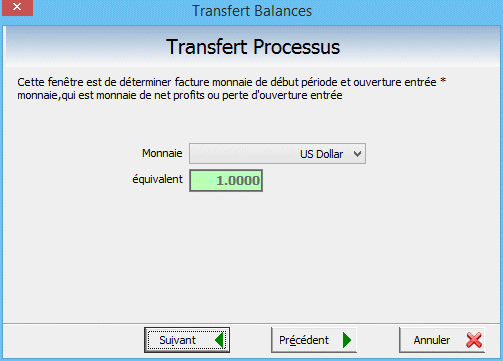 Transfert Balances
Transfert Processus
Cette fenêtre est de déterminer facture monnaie de début période et ouverture entrée *
monnaie,qui est monnaie de net profits ou perte d'ouverture entrée
Monnaie US Dollar
équivalent 1.0000
Suivant Précédent Annuler